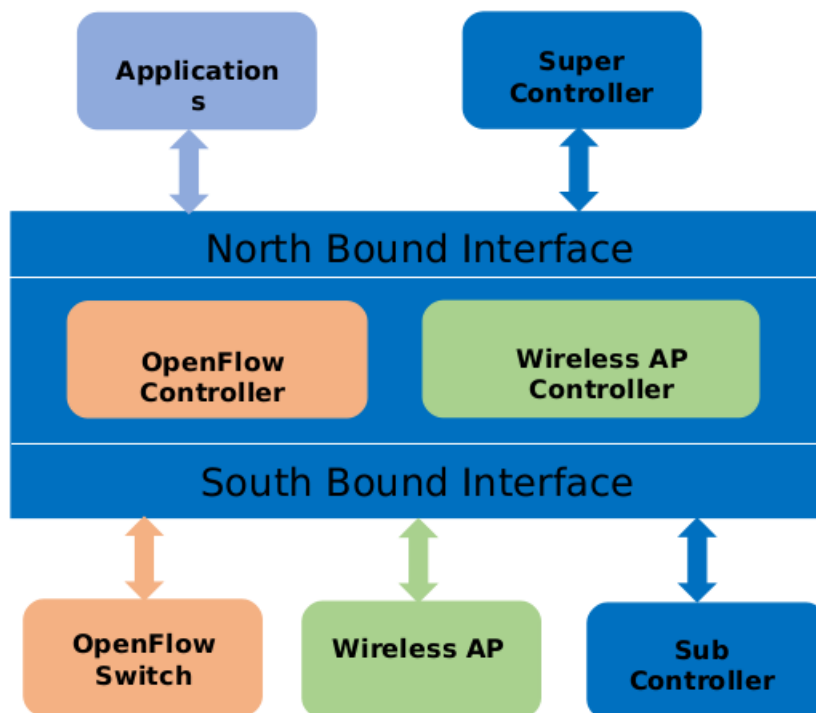 Application
s
Super
Controller
North Bound Interface
OpenFlow
Controller
Wireless AP
Controller
South Bound Interface
OpenFlow
Switch
Wireless AP
Sub
Controller